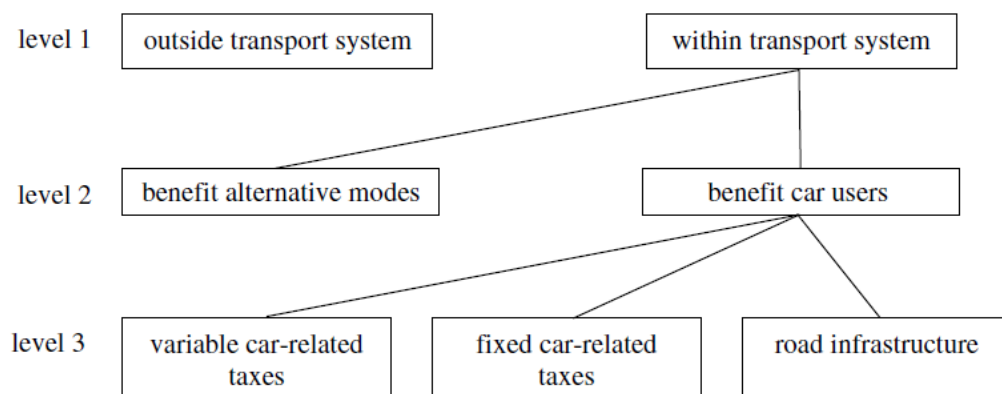 level 1 outside transport system within transport system
level 2 benefit alternative modes benefit car users
level 3 variable car-related taxes fixed car-related taxes road infrastructure